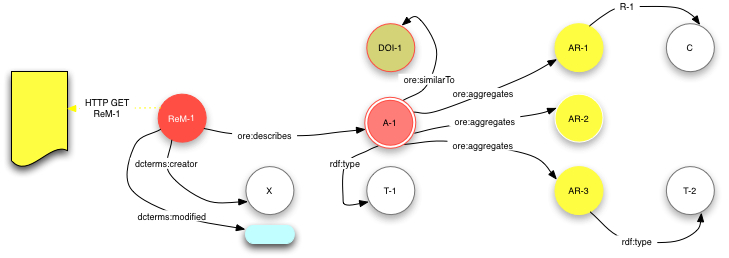 R-1
DOI-1
AR-1
C
ore:similarTo
ore:aggregates
HTTP GET
ReM-1
ReM-1
A-1
ore:aggregates
AR-2
ore:describes
ore:aggregates
dcterms:creator
rdf:type
X
T-1
AR-3
T-2
dcterms:modified
rdf:type